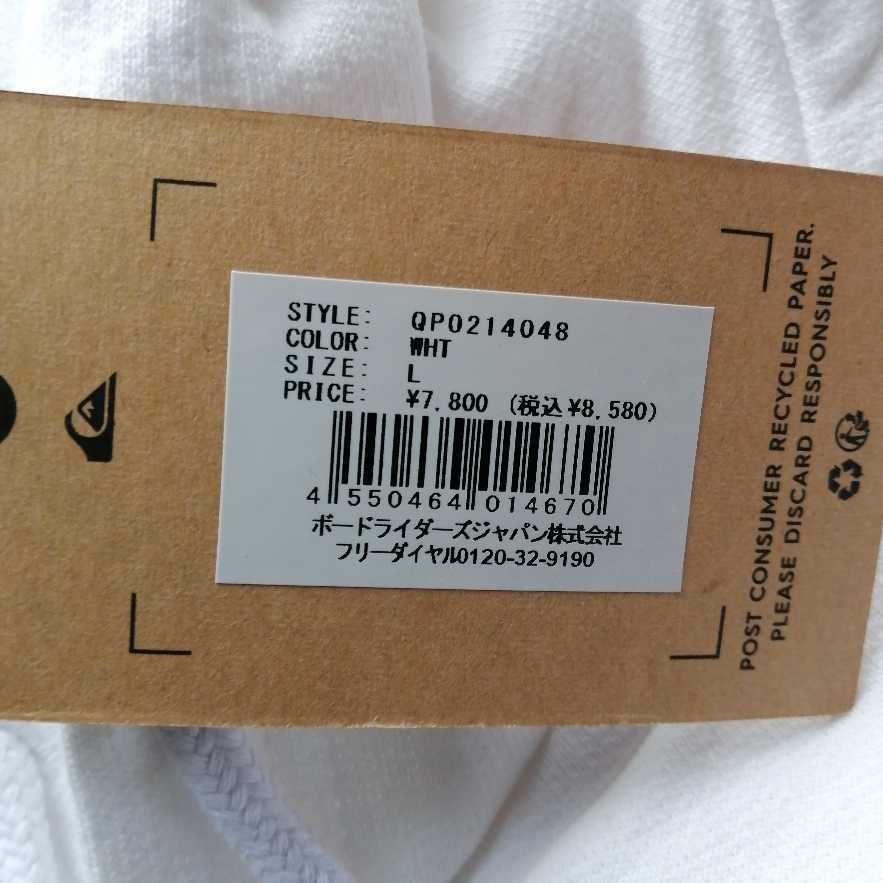 STYLE: QPO214048
COLOR: WHT
SIZE: L
PRICE: ¥7,800 (税込¥8,580)
4 550464 014670
ボードライダーズジャパン株式会社
フリーダイヤル0120-32-9190
POST CONSUMER RECYCLED PAPER.
PLEASE DISCARD RESPONSIBLY